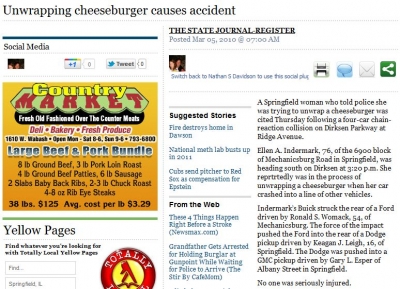 Unwrapping cheeseburger causes accident
Social Media
0
Tweet
0
Country
MARKET
Fresh Old Fashioned Over The Counter Meats
Deli • Bakery • Fresh Produce
1610 W. Wabash • Open Mon - Sat 8-8, Sun 9-6 • 793-6800
Large Beef & Pork Bundle
8 lb Ground Beef, 3 lb Pork Loin Roast
4 lb Ground Beef Patties, 6 lb Sausage
2 Slabs Baby Back Ribs, 2-3 lb Chuck Roast
4-8 oz Rib Eye Steaks
38 lbs. $125 Avg. cost per lb $3.29
Yellow Pages
Find whatever you're looking for
with Totally Local Yellow Pages
Find:
Springfield,
TOTALLY
THE STATE JOURNAL-REGISTER
Posted Mar 05, 2010 @ 07:00 AM
Switch back to Nathan S Davidson to use this social plug
Suggested Stories
Fire destroys home in
Dawson
National meth lab busts up
in 2011
Cubs send pitcher to Red
Sox as compensation for
Epstein
From the Web
These 4 Things Happen
Right Before a Stroke
(Newsmax.com)
Grandfather Gets Arrested
for Holding Burglar at
Gunpoint While Waiting
for Police to Arrive (The
Stir By CafeMom)
A Springfield woman who told police she
was trying to unwrap a cheeseburger was
cited Thursday following a four-car chain-
reaction collision on Dirksen Parkway at
Ridge Avenue.
Ellen A. Indermark, 76, of the 6900 block
of Mechanicsburg Road in Springfield, was
heading south on Dirksen at 3:20 p.m. She
reprtrtedly was in the process of
unwrapping a cheeseburger when her car
crashed into a line of other vehicles.
Indermark's Buick struck the rear of a Ford
driven by Ronald S. Womack, 54, of
Mechanicsburg. The force of the impact
pushed the Ford into the rear of a Dodge
pickup driven by Keagan J. Leigh, 16, of
Springfield. The Dodge was pushed into a
GMC pickup driven by Gary L. Esper of
Albany Street in Springfield.
No one was seriously injured.